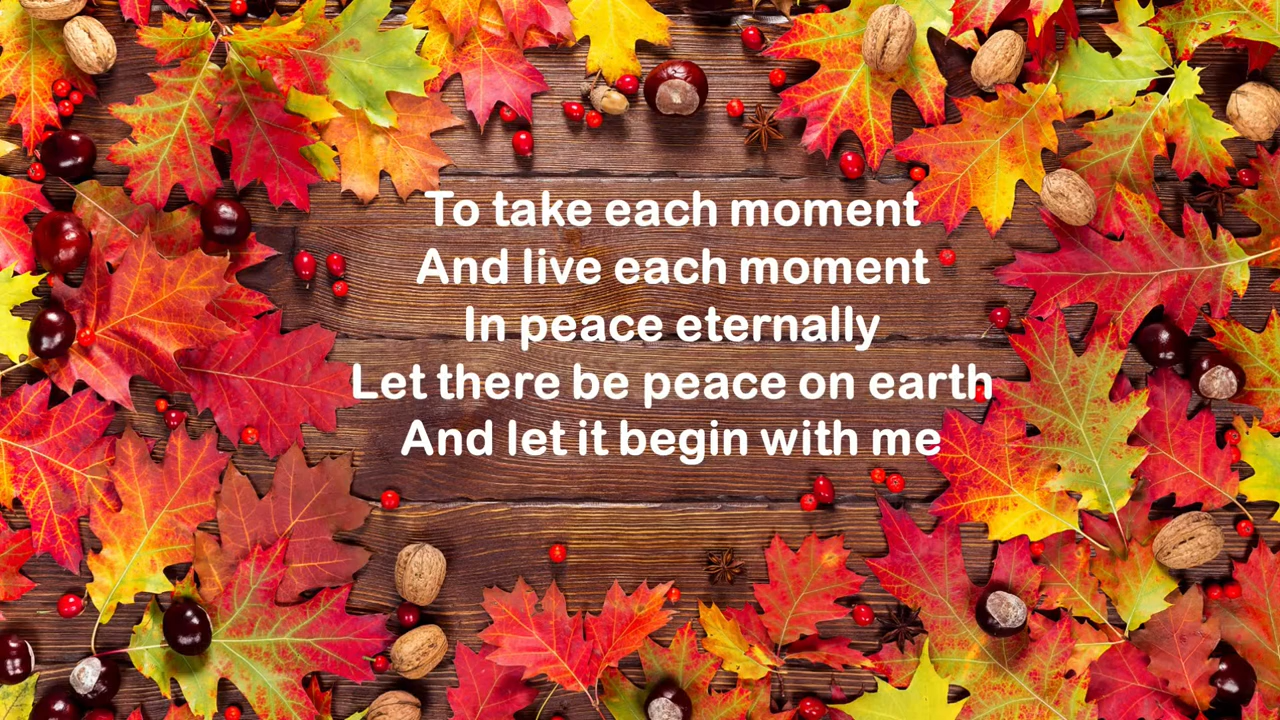 To take each moment
And live each moment
In peace eternally
Let there be peace on earth
And let it begin with me